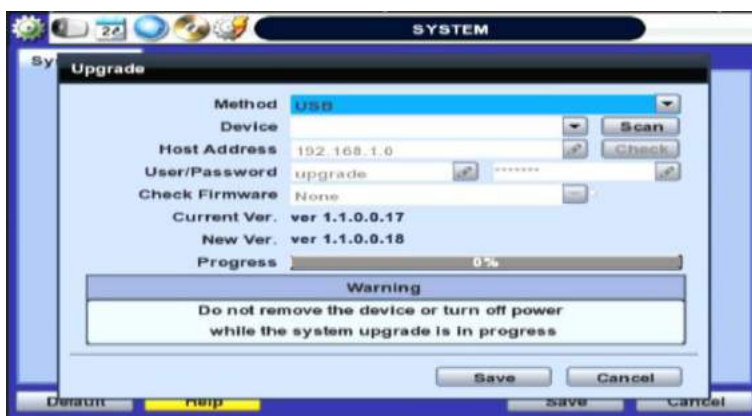 SYSTEM
Upgrade
Method USB
Device Scan
Host Address 192.168.1.0 Check
User/Password upgrade *******
Check Firmware None
Current Ver. ver 1.1.0.0.17
New Ver. ver 1.1.0.0.18
Progress 0%
Warning
Do not remove the device or turn off power
while the system upgrade is in progress
Save Cancel
Default Help Save Cancel